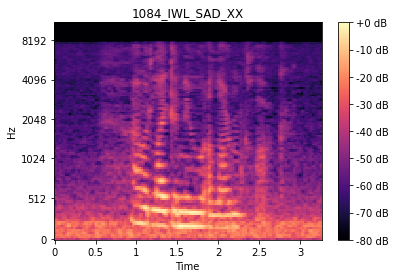 1084_IWL_SAD_XX
+0 dB
8192
-10 dB
4096
-20 dB
-30 dB
2048
Hz
-40 dB
1024
-50 dB
512
-60 dB
-70 dB
0
-80 dB
0 0.5 1 1.5 2 2.5 3
Time